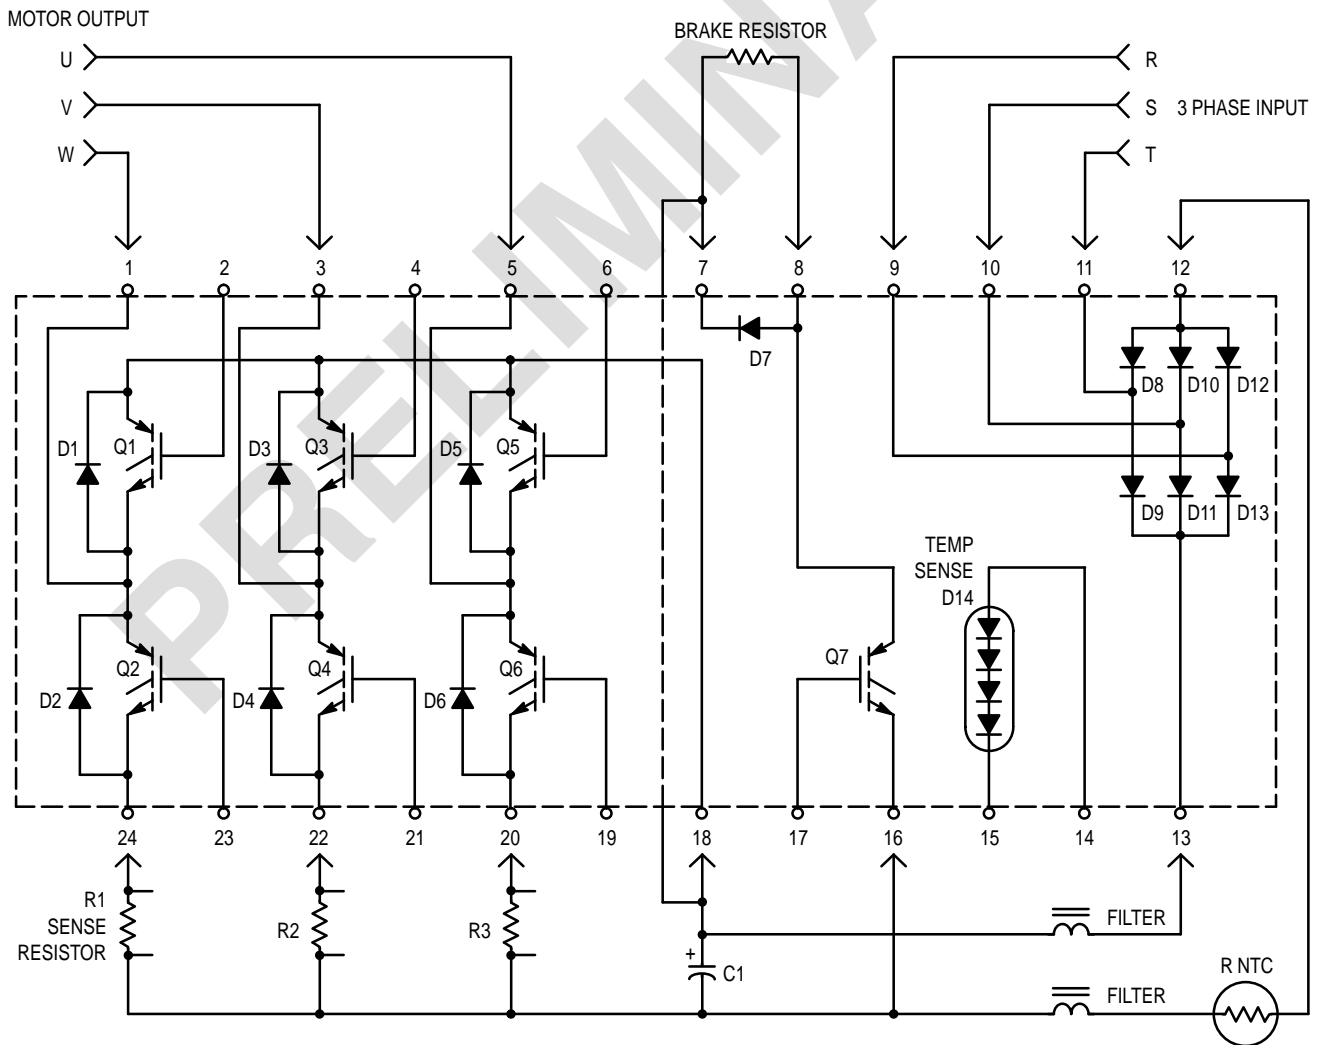 MOTOR OUTPUT
U
V
W
BRAKE RESISTOR
R
S 3 PHASE INPUT
T
1 2 3 4 5 6 7 8 9 10 11 12
D7
D8 D10 D12
D1 Q1 D3 Q3 D5 Q5
D9 D11 D13
TEMP
SENSE
D14
D2 Q2 D4 Q4 D6 Q6 Q7
24 23 22 21 20 19 18 17 16 15 14 13
R1
SENSE
RESISTOR
R2
R3
+
C1
FILTER
FILTER
R NTC
PRELIMINA